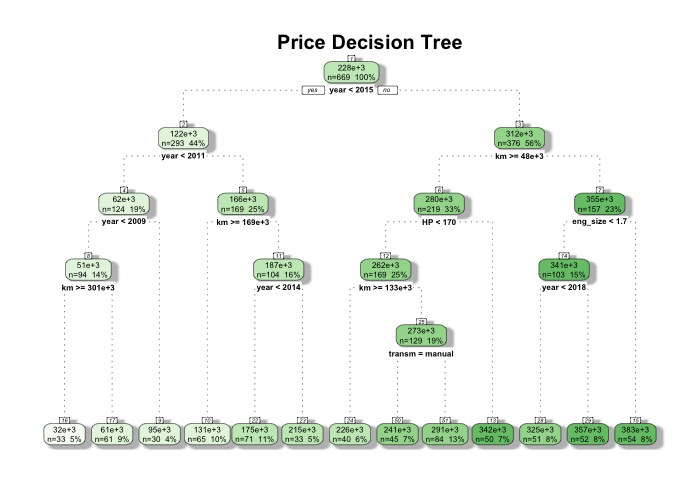 Price Decision Tree
1
228e+3
n=669 100%
yes year < 2015 no
2
122e+3
n=293 44%
year < 2011
3
312e+3
n=376 56%
km >= 48e+3
4
62e+3
n=124 19%
year < 2009
5
166e+3
n=169 25%
km >= 169e+3
6
280e+3
n=219 33%
HP < 170
7
355e+3
n=157 23%
eng_size < 1.7
8
51e+3
n=94 14%
km >= 301e+3
11
187e+3
n=104 16%
year < 2014
12
262e+3
n=169 25%
km >= 133e+3
14
341e+3
n=103 15%
year < 2018
25
273e+3
n=129 19%
transm = manual
16
32e+3
n=33 5%
17
61e+3
n=61 9%
9
95e+3
n=30 4%
10
131e+3
n=65 10%
22
175e+3
n=71 11%
23
215e+3
n=33 5%
24
226e+3
n=40 6%
50
241e+3
n=45 7%
51
291e+3
n=84 13%
13
342e+3
n=50 7%
28
325e+3
n=51 8%
29
357e+3
n=52 8%
15
383e+3
n=54 8%